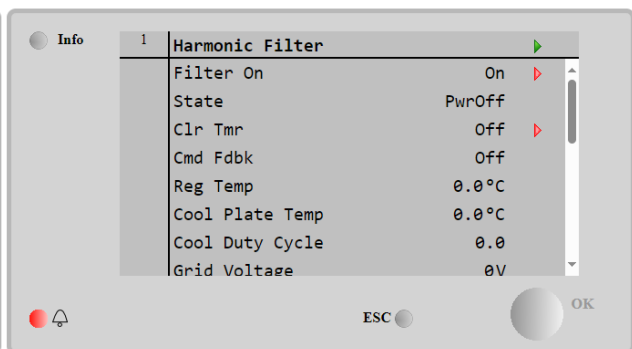 Info
1 Harmonic Filter
Filter On On
State PwrOff
Clr Tmr Off
Cmd Fdbk Off
Reg Temp 0.0°C
Cool Plate Temp 0.0°C
Cool Duty Cycle 0.0
Grid Voltage 0V
ESC OK